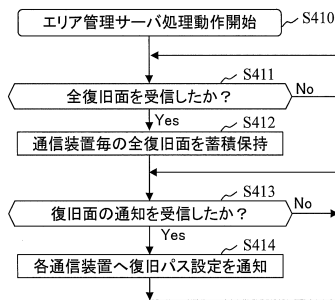 エリア管理サーバ処理動作開始
S410
S411
全復旧面を受信したか？
No
Yes
S412
通信装置毎の全復旧面を蓄積保持
S413
復旧面の通知を受信したか？
No
Yes
S414
各通信装置へ復旧パス設定を通知